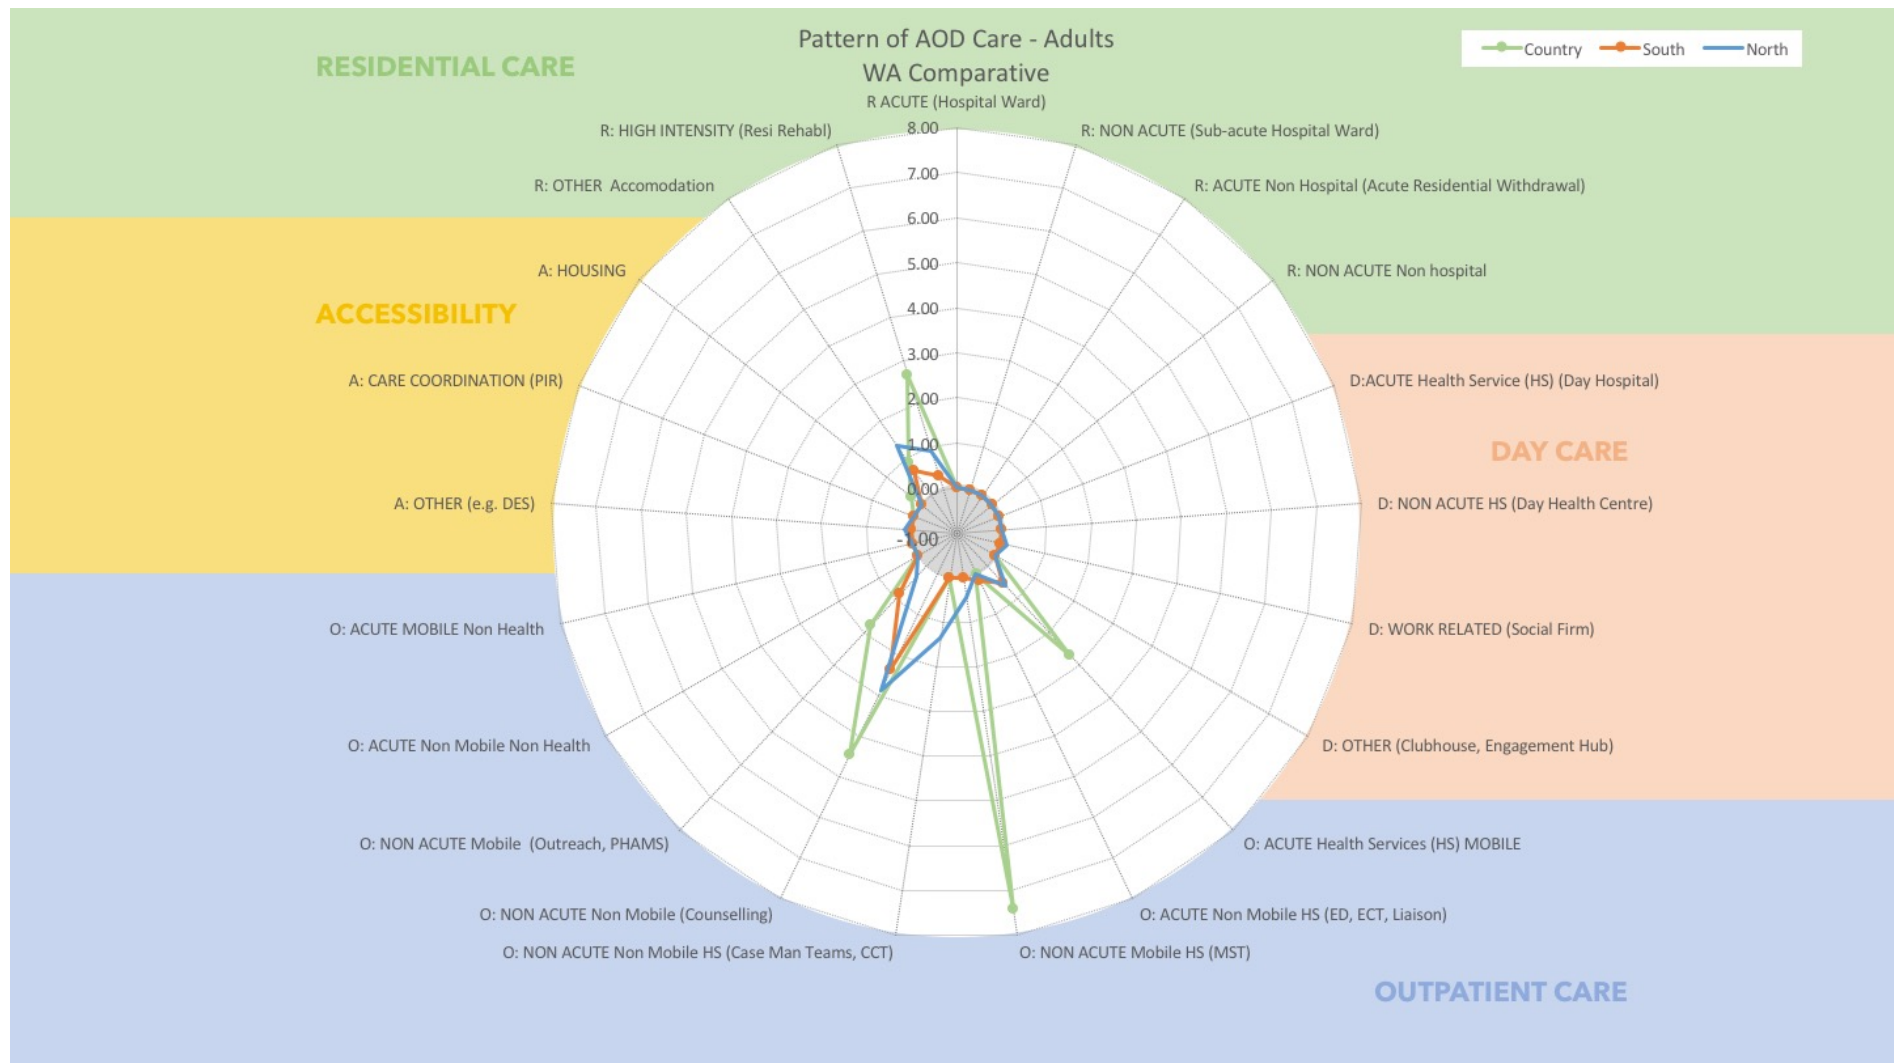 Pattern of AOD Care - Adults
WA Comparative
Country
South
North
RESIDENTIAL CARE
ACCESSIBILITY
DAY CARE
OUTPATIENT CARE
R ACUTE (Hospital Ward)
R: NON ACUTE (Sub-acute Hospital Ward)
R: ACUTE Non Hospital (Acute Residential Withdrawal)
R: NON ACUTE Non hospital
D:ACUTE Health Service (HS) (Day Hospital)
D: NON ACUTE HS (Day Health Centre)
D: WORK RELATED (Social Firm)
D: OTHER (Clubhouse, Engagement Hub)
O: ACUTE Health Services (HS) MOBILE
O: ACUTE Non Mobile HS (ED, ECT, Liaison)
O: NON ACUTE Mobile HS (MST)
O: NON ACUTE Non Mobile HS (Case Man Teams, CCT)
O: NON ACUTE Non Mobile (Counselling)
O: NON ACUTE Mobile (Outreach, PHAMS)
O: ACUTE Non Mobile Non Health
O: ACUTE MOBILE Non Health
A: OTHER (e.g. DES)
A: CARE COORDINATION (PIR)
A: HOUSING
R: OTHER Accomodation
R: HIGH INTENSITY (Resi Rehabl)
8.00
7.00
6.00
5.00
4.00
3.00
2.00
1.00
0.00
-1.00